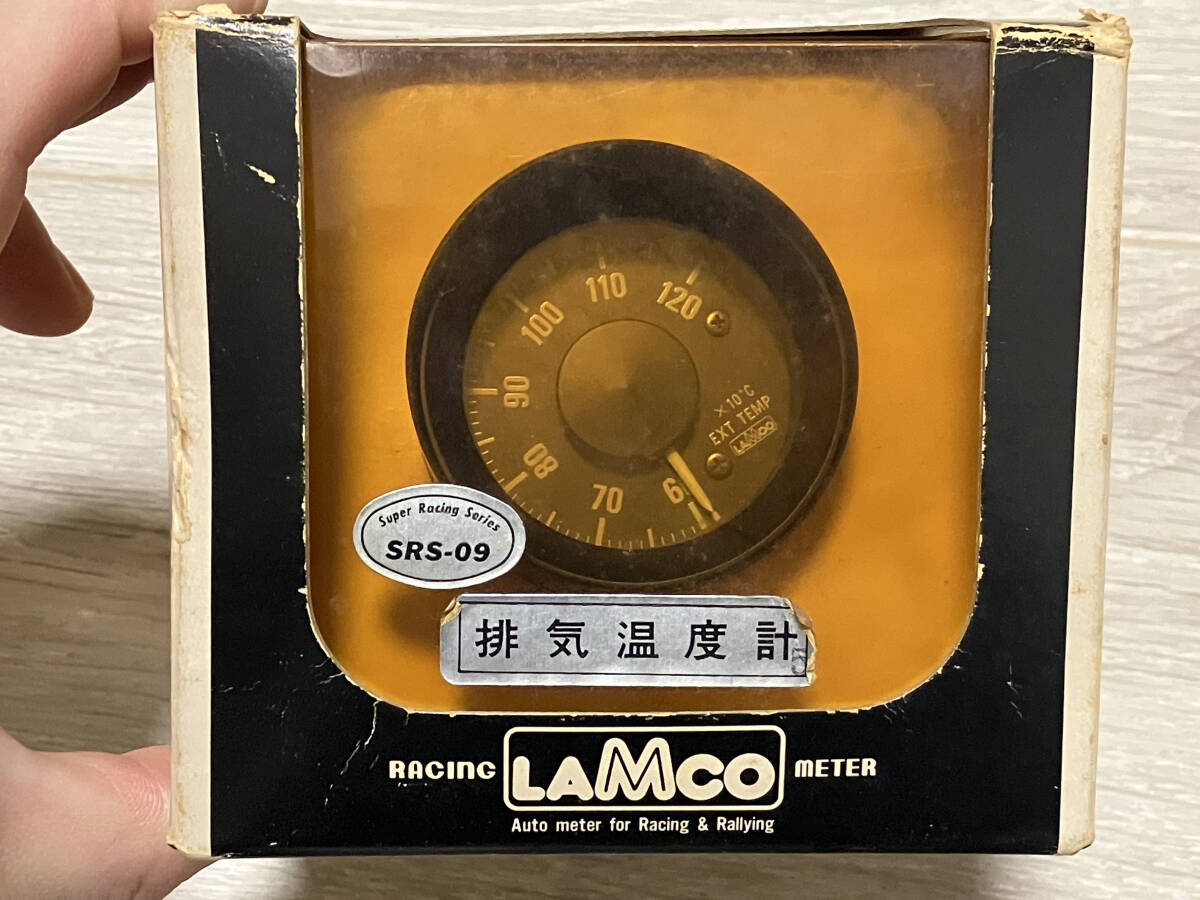 120
110
100
90
80
70
6
×10°C
EXT TEMP
LAMCO
Super Racing Series
SRS-09
排気温度計
RACING LAMCO METER
Auto meter for Racing & Rallying